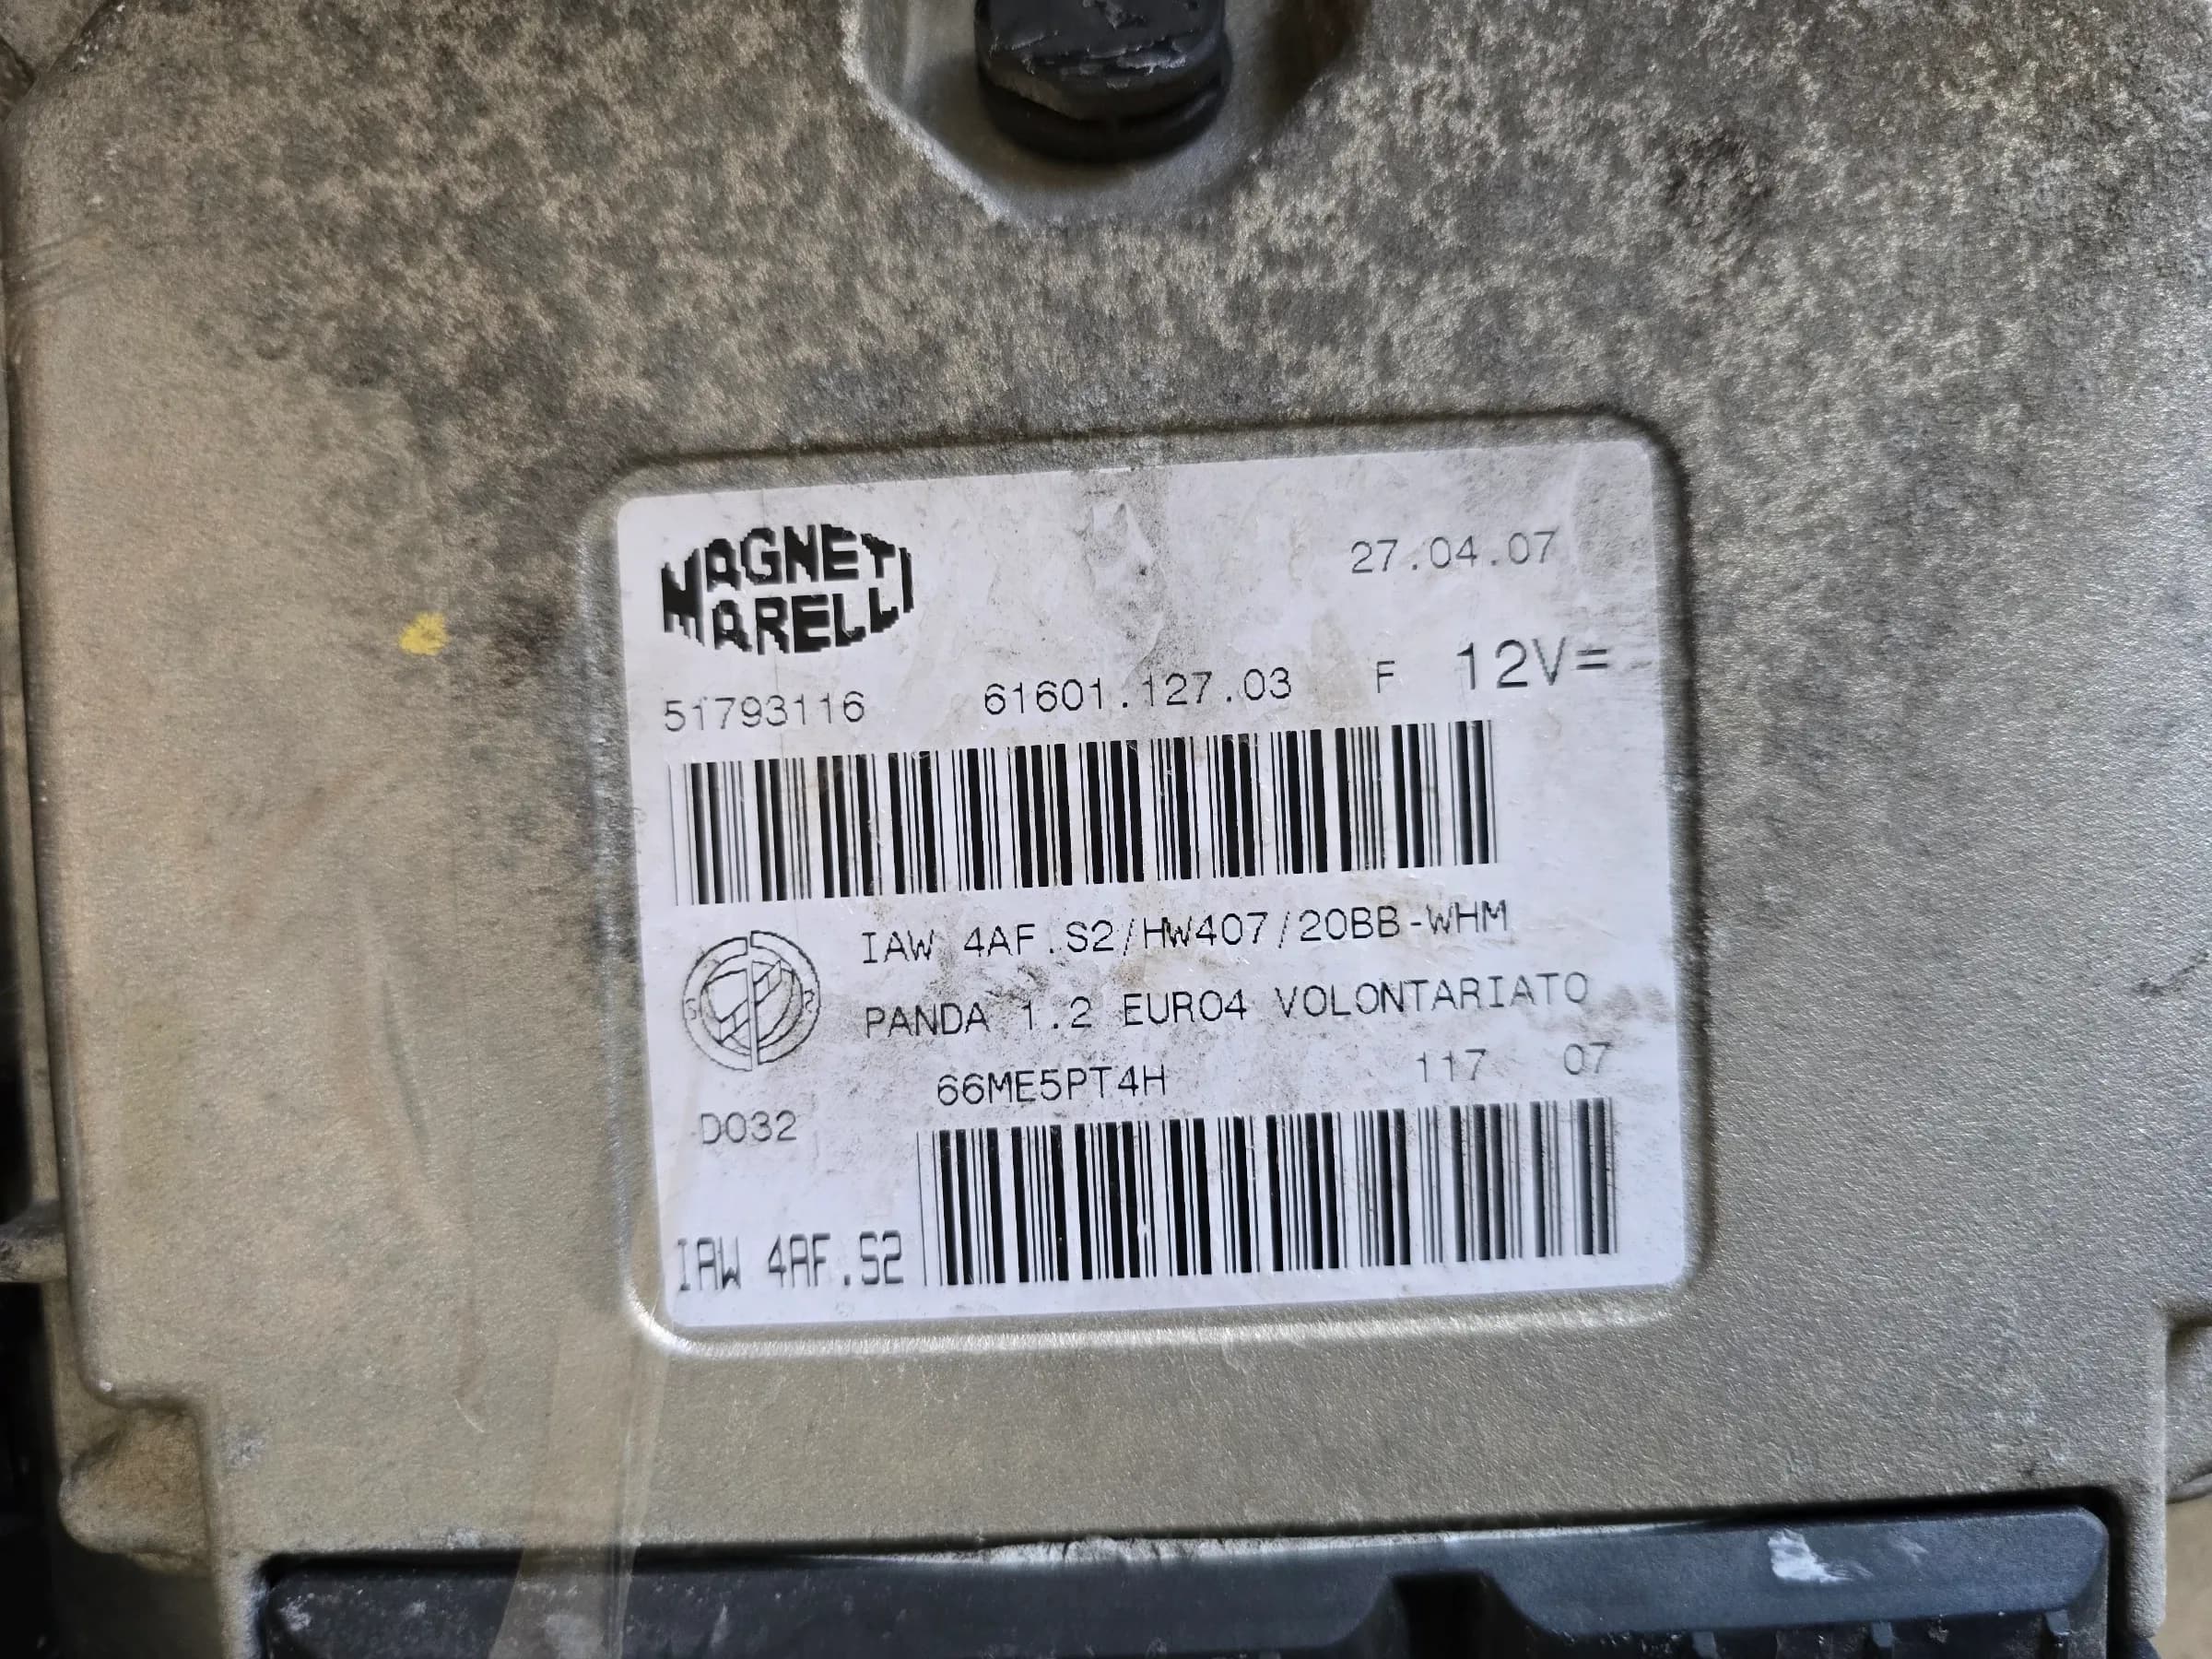 MAGNETI
MARELLI
27.04.07
51793116 61601.127.03 F 12V=
IAW 4AF.S2/HW407/20BB-WHM
PANDA 1.2 EURO4 VOLONTARIATO
66ME5PT4H 117 07
D032
IAW 4AF.S2